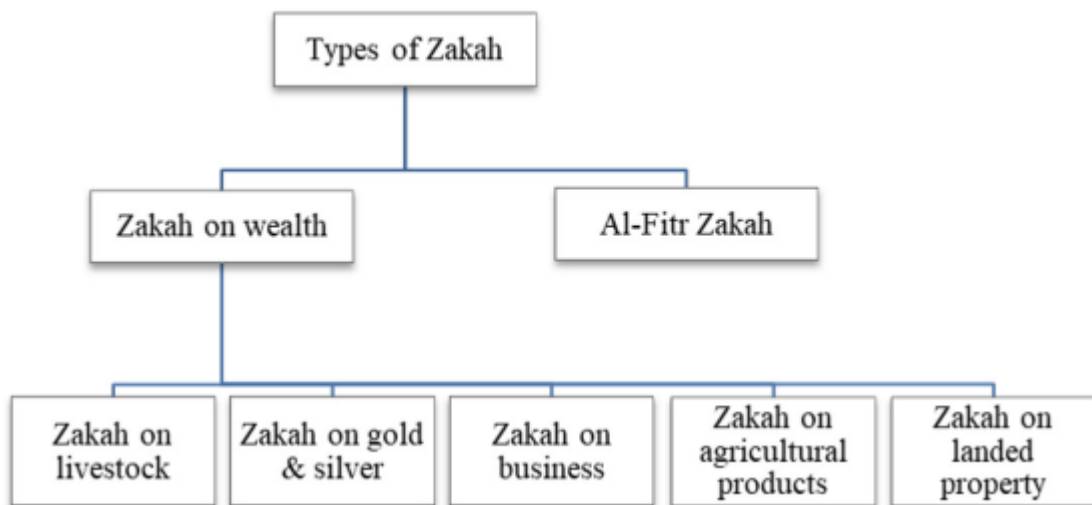 Types of Zakah
Zakah on wealth
Al-Fitr Zakah
Zakah on
livestock
Zakah on gold
& silver
Zakah on
business
Zakah on
agricultural
products
Zakah on
landed
property